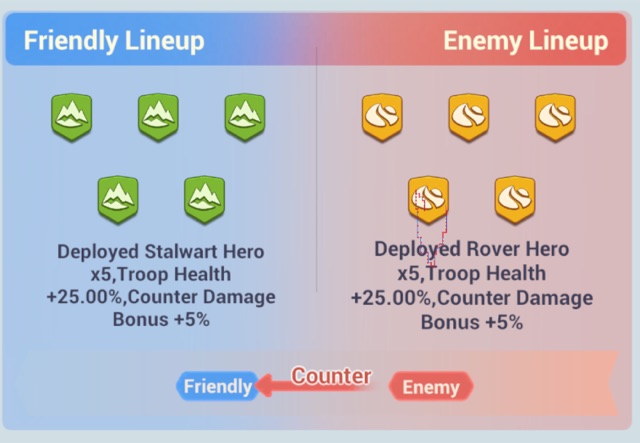 Friendly Lineup
Enemy Lineup
Deployed Stalwart Hero
x5,Troop Health
+25.00%,Counter Damage
Bonus +5%
Deployed Rover Hero
x5,Troop Health
+25.00%,Counter Damage
Bonus +5%
Friendly
Counter
Enemy